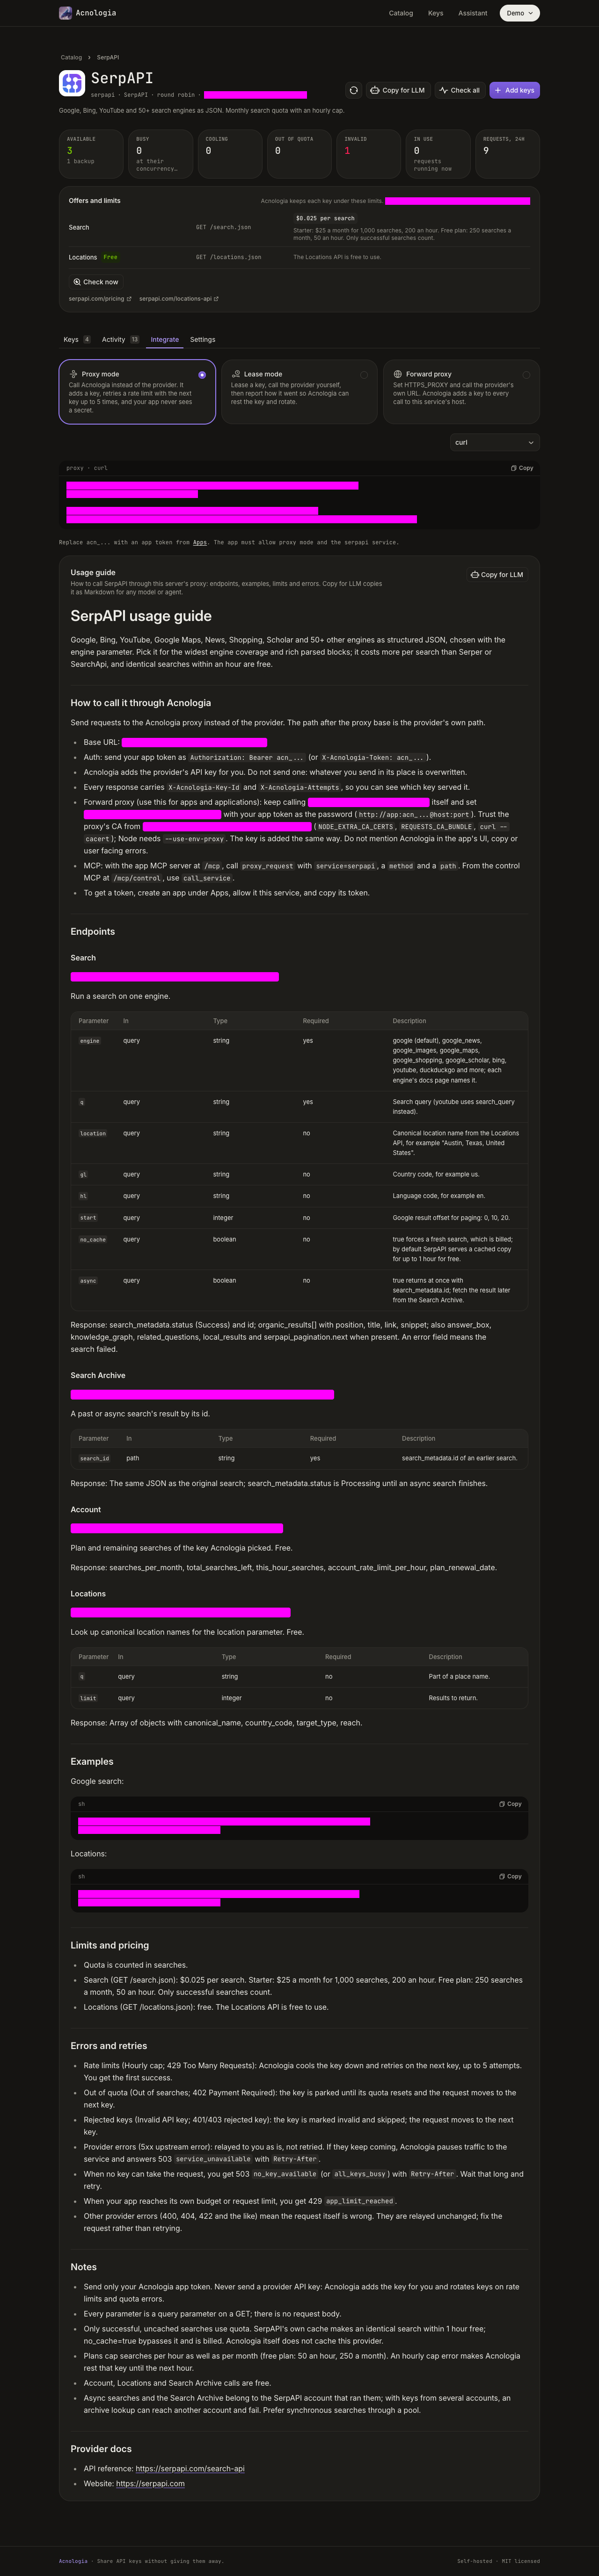 Acnologia
Catalog Keys Assistant Demo
Catalog › SerpAPI
SerpAPI
serpapi · SerpAPI · round robin ·
Copy for LLM Check all Add keys
Google, Bing, YouTube and 50+ search engines as JSON. Monthly search quota with an hourly cap.
AVAILABLE
3
1 backup
BUSY
0
at their concurrency…
COOLING
0
OUT OF QUOTA
0
INVALID
1
IN USE
0
requests running now
REQUESTS, 24H
9
Offers and limits
Acnologia keeps each key under these limits.
Search GET /search.json $0.025 per search
Starter: $25 a month for 1,000 searches, 200 an hour. Free plan: 250 searches a
month, 50 an hour. Only successful searches count.
Locations Free GET /locations.json The Locations API is free to use.
Check now
serpapi.com/pricing serpapi.com/locations-api
Keys 4 Activity 13 Integrate Settings
Proxy mode
Call Acnologia instead of the provider. It
adds a key, retries a rate limit with the next
key up to 5 times, and your app never sees
a secret.
Lease mode
Lease a key, call the provider yourself,
then report how it went so Acnologia can
rest the key and rotate.
Forward proxy
Set HTTPS_PROXY and call the provider's
own URL. Acnologia adds a key to every
call to this service's host.
curl
proxy · curl Copy
Replace acn_... with an app token from Apps. The app must allow proxy mode and the serpapi service.
Usage guide
How to call SerpAPI through this server's proxy: endpoints, examples, limits and errors. Copy for LLM copies
it as Markdown for any model or agent.
Copy for LLM
SerpAPI usage guide
Google, Bing, YouTube, Google Maps, News, Shopping, Scholar and 50+ other engines as structured JSON, chosen with the
engine parameter. Pick it for the widest engine coverage and rich parsed blocks; it costs more per search than Serper or
SearchApi, and identical searches within an hour are free.
How to call it through Acnologia
Send requests to the Acnologia proxy instead of the provider. The path after the proxy base is the provider's own path.
• Base URL:
• Auth: send your app token as Authorization: Bearer acn_... (or X-Acnologia-Token: acn_...).
• Acnologia adds the provider's API key for you. Do not send one: whatever you send in its place is overwritten.
• Every response carries X-Acnologia-Key-Id and X-Acnologia-Attempts, so you can see which key served it.
• Forward proxy (use this for apps and applications): keep calling itself and set
with your app token as the password (http://app:acn_...@host:port). Trust the
proxy's CA from (NODE_EXTRA_CA_CERTS, REQUESTS_CA_BUNDLE, curl --
cacert); Node needs --use-env-proxy. The key is added the same way. Do not mention Acnologia in the app's UI, copy or
user facing errors.
• MCP: with the app MCP server at /mcp, call proxy_request with service=serpapi, a method and a path. From the control
MCP at /mcp/control, use call_service.
• To get a token, create an app under Apps, allow it this service, and copy its token.
Endpoints
Search
Run a search on one engine.
Parameter In Type Required Description
engine query string yes google (default), google_news,
google_images, google_maps,
google_shopping, google_scholar, bing,
youtube, duckduckgo and more; each
engine's docs page names it.
q query string yes Search query (youtube uses search_query
instead).
location query string no Canonical location name from the Locations
API, for example "Austin, Texas, United
States".
gl query string no Country code, for example us.
hl query string no Language code, for example en.
start query integer no Google result offset for paging: 0, 10, 20.
no_cache query boolean no true forces a fresh search, which is billed;
by default SerpAPI serves a cached copy
for up to 1 hour for free.
async query boolean no true returns at once with
search_metadata.id; fetch the result later
from the Search Archive.
Response: search_metadata.status (Success) and id; organic_results[] with position, title, link, snippet; also answer_box,
knowledge_graph, related_questions, local_results and serpapi_pagination.next when present. An error field means the
search failed.
Search Archive
A past or async search's result by its id.
Parameter In Type Required Description
search_id path string yes search_metadata.id of an earlier search.
Response: The same JSON as the original search; search_metadata.status is Processing until an async search finishes.
Account
Plan and remaining searches of the key Acnologia picked. Free.
Response: searches_per_month, total_searches_left, this_hour_searches, account_rate_limit_per_hour, plan_renewal_date.
Locations
Look up canonical location names for the location parameter. Free.
Parameter In Type Required Description
q query string no Part of a place name.
limit query integer no Results to return.
Response: Array of objects with canonical_name, country_code, target_type, reach.
Examples
Google search:
sh Copy
Locations:
sh Copy
Limits and pricing
• Quota is counted in searches.
• Search (GET /search.json): $0.025 per search. Starter: $25 a month for 1,000 searches, 200 an hour. Free plan: 250 searches
a month, 50 an hour. Only successful searches count.
• Locations (GET /locations.json): free. The Locations API is free to use.
Errors and retries
• Rate limits (Hourly cap; 429 Too Many Requests): Acnologia cools the key down and retries on the next key, up to 5 attempts.
You get the first success.
• Out of quota (Out of searches; 402 Payment Required): the key is parked until its quota resets and the request moves to the
next key.
• Rejected keys (Invalid API key; 401/403 rejected key): the key is marked invalid and skipped; the request moves to the next
key.
• Provider errors (5xx upstream error): relayed to you as is, not retried. If they keep coming, Acnologia pauses traffic to the
service and answers 503 service_unavailable with Retry-After.
• When no key can take the request, you get 503 no_key_available (or all_keys_busy) with Retry-After. Wait that long and
retry.
• When your app reaches its own budget or request limit, you get 429 app_limit_reached.
• Other provider errors (400, 404, 422 and the like) mean the request itself is wrong. They are relayed unchanged; fix the
request rather than retrying.
Notes
• Send only your Acnologia app token. Never send a provider API key: Acnologia adds the key for you and rotates keys on rate
limits and quota errors.
• Every parameter is a query parameter on a GET; there is no request body.
• Only successful, uncached searches use quota. SerpAPI's own cache makes an identical search within 1 hour free;
no_cache=true bypasses it and is billed. Acnologia itself does not cache this provider.
• Plans cap searches per hour as well as per month (free plan: 50 an hour, 250 a month). An hourly cap error makes Acnologia
rest that key until the next hour.
• Account, Locations and Search Archive calls are free.
• Async searches and the Search Archive belong to the SerpAPI account that ran them; with keys from several accounts, an
archive lookup can reach another account and fail. Prefer synchronous searches through a pool.
Provider docs
• API reference: https://serpapi.com/search-api
• Website: https://serpapi.com
Acnologia · Share API keys without giving them away.
Self-hosted · MIT licensed